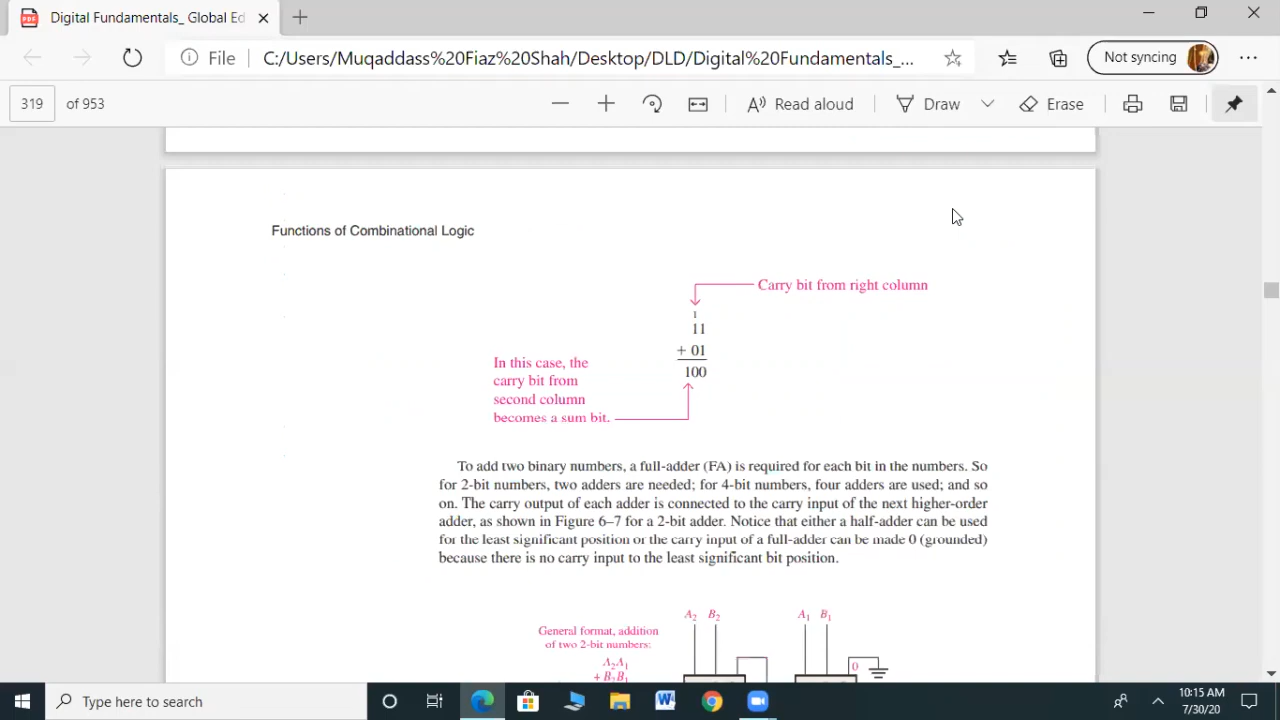 Digital Fundamentals_ Global Ed
File
C:/Users/Muqaddass%20Fiaz%20Shah/Desktop/DLD/Digital%20Fundamentals_...
Not syncing
319 of 953
Read aloud
Draw
Erase
Functions of Combinational Logic
Carry bit from right column
1
11
+ 01
100
In this case, the
carry bit from
second column
becomes a sum bit.
To add two binary numbers, a full-adder (FA) is required for each bit in the numbers. So
for 2-bit numbers, two adders are needed; for 4-bit numbers, four adders are used; and so
on. The carry output of each adder is connected to the carry input of the next higher-order
adder, as shown in Figure 6–7 for a 2-bit adder. Notice that either a half-adder can be used
for the least significant position or the carry input of a full-adder can be made 0 (grounded)
because there is no carry input to the least significant bit position.
A2 B2 A1 B1
General format, addition
of two 2-bit numbers:
A2A1
+ B2B1
0
Type here to search
10:15 AM
7/30/20